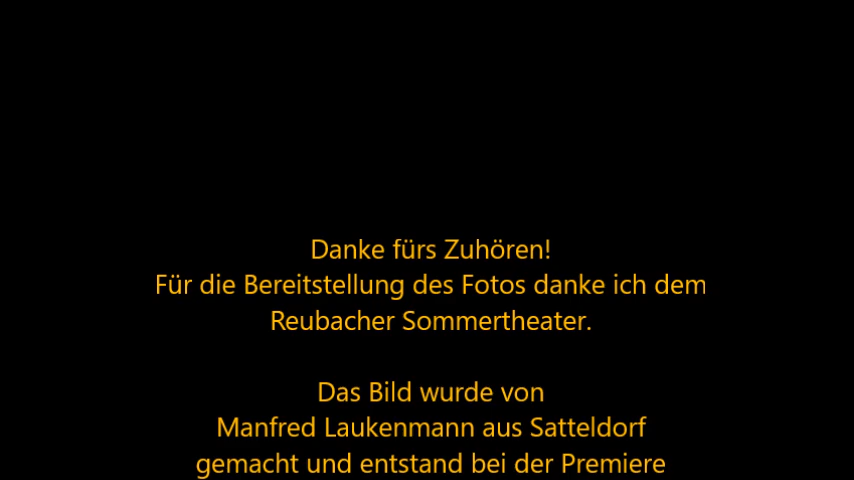 Danke fürs Zuhören!
Für die Bereitstellung des Fotos danke ich dem
Reubacher Sommertheater.
Das Bild wurde von
Manfred Laukenmann aus Satteldorf
gemacht und entstand bei der Premiere